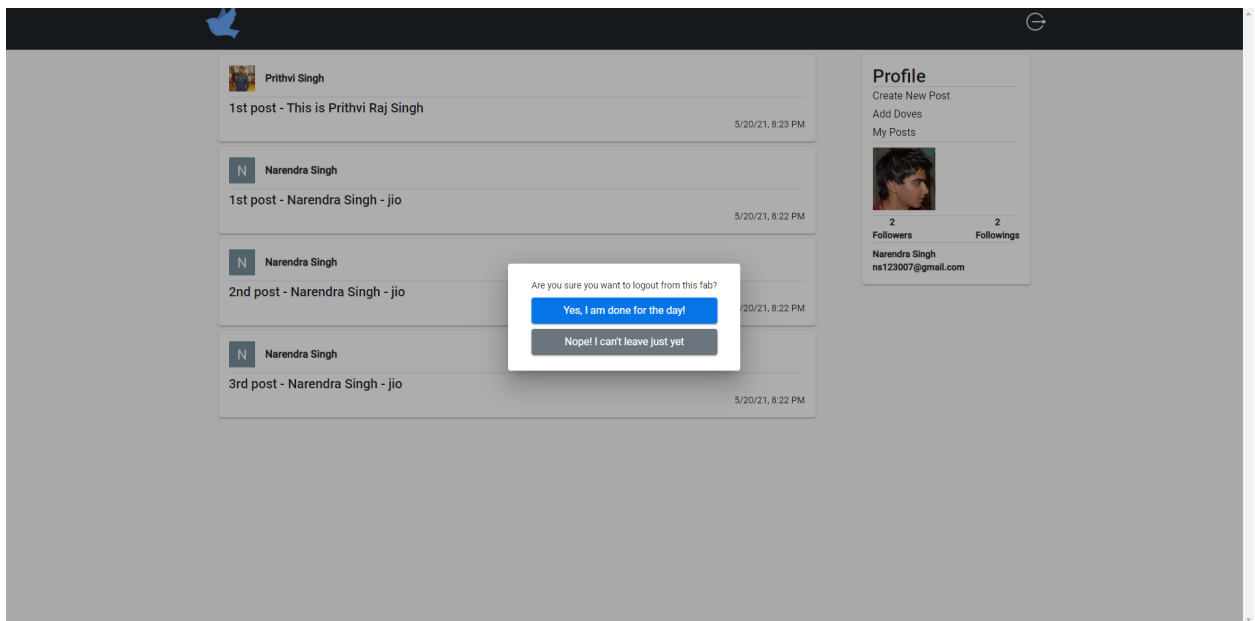 Prithvi Singh
1st post - This is Prithvi Raj Singh
5/20/21, 8:23 PM
N Narendra Singh
1st post - Narendra Singh - jio
5/20/21, 8:22 PM
N Narendra Singh
2nd post - Narendra Singh - jio
/20/21, 8:22 PM
N Narendra Singh
3rd post - Narendra Singh - jio
5/20/21, 8:22 PM
Are you sure you want to logout from this fab?
Yes, I am done for the day!
Nope! I can't leave just yet
Profile
Create New Post
Add Doves
My Posts
2 2
Followers Followings
Narendra Singh
ns123007@gmail.com